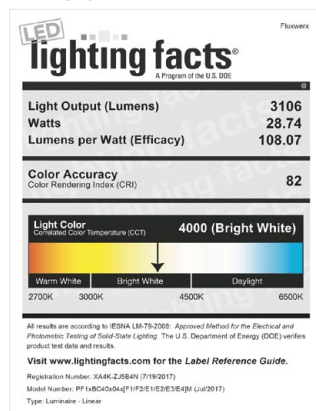 Fluxwerx
LED
lighting facts®
A Program of the U.S. DOE
Light Output (Lumens) 3106
Watts 28.74
Lumens per Watt (Efficacy) 108.07
Color Accuracy 82
Color Rendering Index (CRI)
Light Color 4000 (Bright White)
Correlated Color Temperature (CCT)
Warm White Bright White Daylight
2700K 3000K 4500K 6500K
All results are according to IESNA LM-79-2008: Approved Method for the Electrical and
Photometric Testing of Solid-State Lighting. The U.S. Department of Energy (DOE) verifies
product test data and results.
Visit www.lightingfacts.com for the Label Reference Guide.
Registration Number: XA4K-ZJ5B4N (7/19/2017)
Model Number: PF1xBC40x04x[F1/F2/E1/E2/E3/E4]M (Jul/2017)
Type: Luminaire - Linear